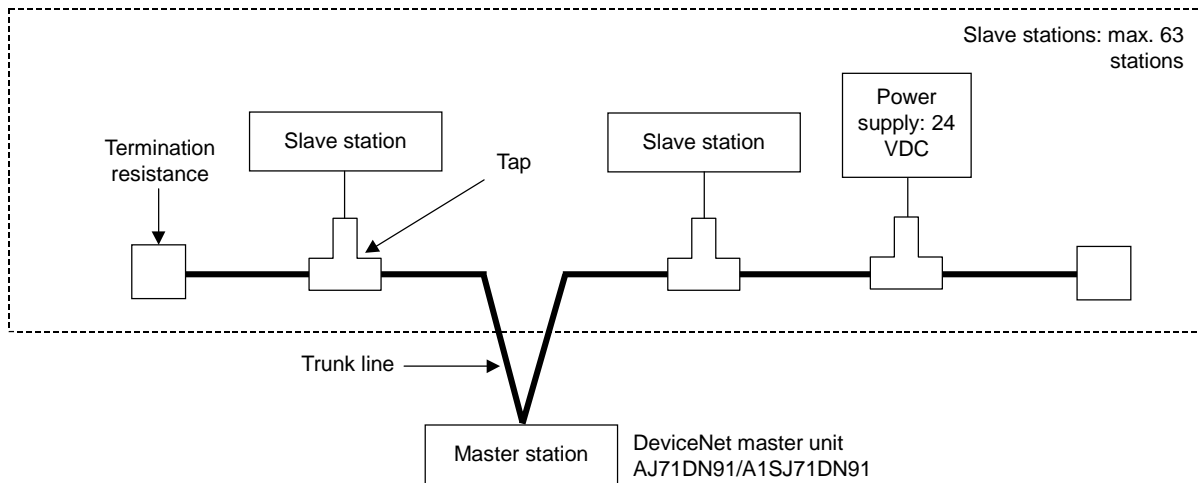 Slave stations: max. 63
stations
Power
supply: 24
VDC
Slave station
Slave station
Termination
resistance
Tap
Trunk line
Master station
DeviceNet master unit
AJ71DN91/A1SJ71DN91